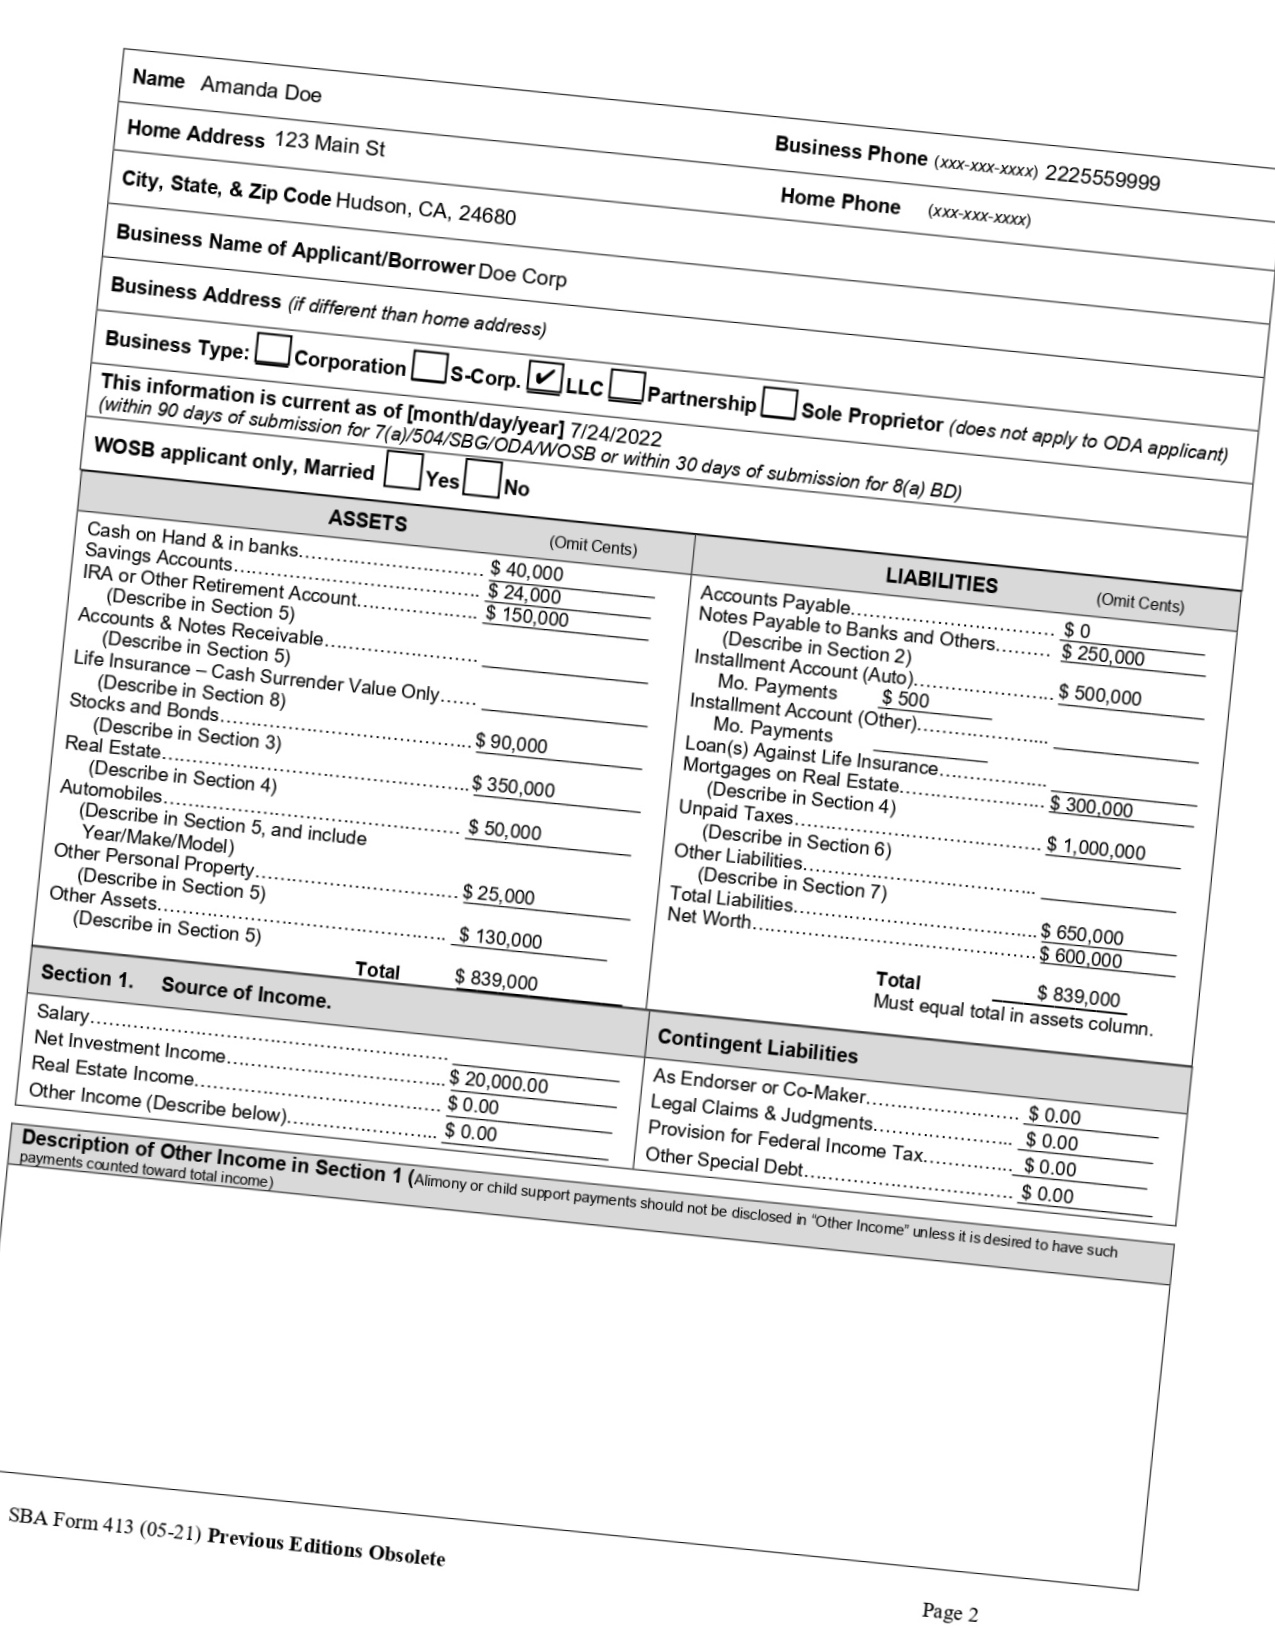 Name Amanda Doe
Business Phone (xxx-xxx-xxxx) 2225559999
Home Address 123 Main St
Home Phone (xxx-xxx-xxxx)
City, State, & Zip Code Hudson, CA, 24680
Business Name of Applicant/Borrower Doe Corp
Business Address (if different than home address)
Business Type: Corporation S-Corp. ✔ LLC Partnership Sole Proprietor (does not apply to ODA applicant)
This information is current as of [month/day/year] 7/24/2022
(within 90 days of submission for 7(a)/504/SBG/ODA/WOSB or within 30 days of submission for 8(a) BD)
WOSB applicant only, Married Yes No
ASSETS (Omit Cents)
Cash on Hand & in banks.............................. $ 40,000
Savings Accounts.............................. $ 24,000
IRA or Other Retirement Account.................... $ 150,000
(Describe in Section 5)
Accounts & Notes Receivable.........................
(Describe in Section 5)
Life Insurance – Cash Surrender Value Only......
(Describe in Section 8)
Stocks and Bonds.............................. $ 90,000
(Describe in Section 3)
Real Estate.............................. $ 350,000
(Describe in Section 4)
Automobiles.............................. $ 50,000
(Describe in Section 5, and include
Year/Make/Model)
Other Personal Property.............................. $ 25,000
(Describe in Section 5)
Other Assets.............................. $ 130,000
(Describe in Section 5)
Total $ 839,000
LIABILITIES (Omit Cents)
Accounts Payable.............................. $ 0
Notes Payable to Banks and Others......... $ 250,000
(Describe in Section 2)
Installment Account (Auto)....................... $ 500,000
Mo. Payments $ 500
Installment Account (Other).....................
Mo. Payments
Loan(s) Against Life Insurance.................
Mortgages on Real Estate....................... $ 300,000
(Describe in Section 4)
Unpaid Taxes.............................. $ 1,000,000
(Describe in Section 6)
Other Liabilities..............................
(Describe in Section 7)
Total Liabilities.............................. $ 650,000
Net Worth.............................. $ 600,000
Total $ 839,000
Must equal total in assets column.
Section 1. Source of Income.
Salary..............................
Net Investment Income.............................. $ 20,000.00
Real Estate Income.............................. $ 0.00
Other Income (Describe below)....................... $ 0.00
Contingent Liabilities
As Endorser or Co-Maker....................... $ 0.00
Legal Claims & Judgments....................... $ 0.00
Provision for Federal Income Tax.............. $ 0.00
Other Special Debt.............................. $ 0.00
Description of Other Income in Section 1 (Alimony or child support payments should not be disclosed in “Other Income” unless it is desired to have such
payments counted toward total income)
SBA Form 413 (05-21) Previous Editions Obsolete
Page 2